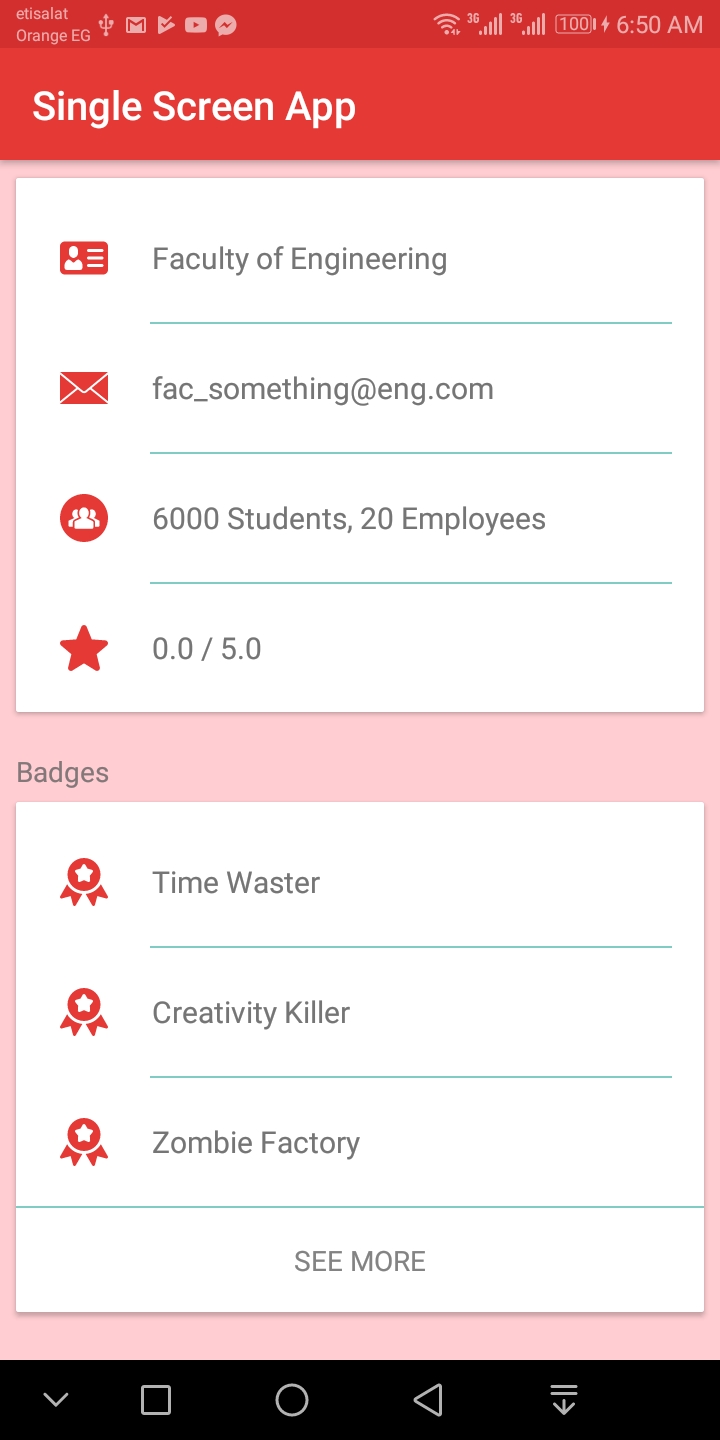 etisalat
Orange EG
3G 3G 100 6:50 AM
Single Screen App
Faculty of Engineering
fac_something@eng.com
6000 Students, 20 Employees
0.0 / 5.0
Badges
Time Waster
Creativity Killer
Zombie Factory
SEE MORE